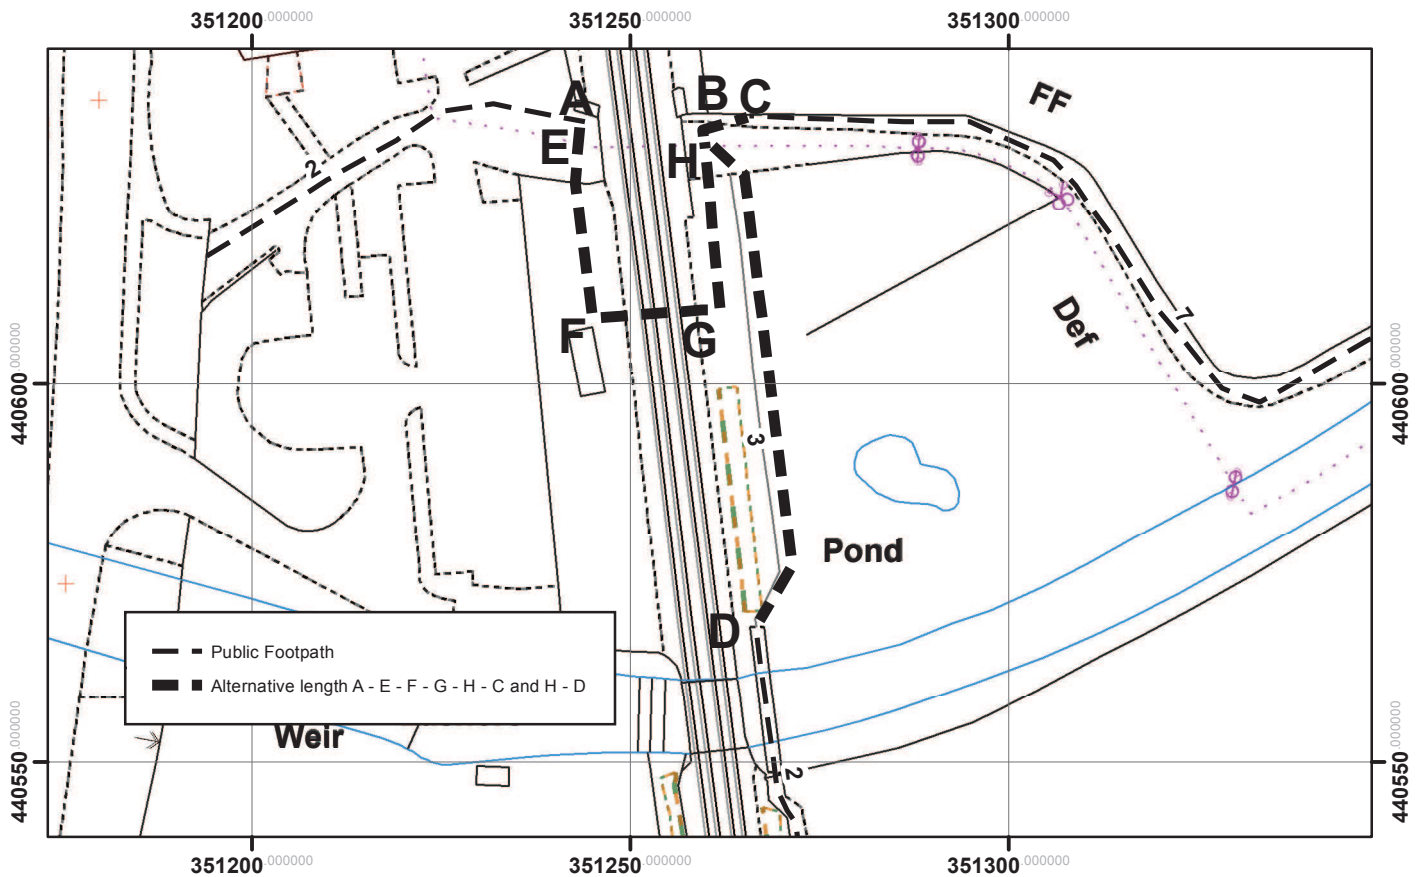 351200.000000 351250.000000 351300.000000
FF
A B C
E H
2
F G
Def
7
440600.000000 440600.000000
3
Pond
D
Public Footpath
Alternative length A - E - F - G - H - C and H - D
Weir
2
440550.000000 440550.000000
351200.000000 351250.000000 351300.000000